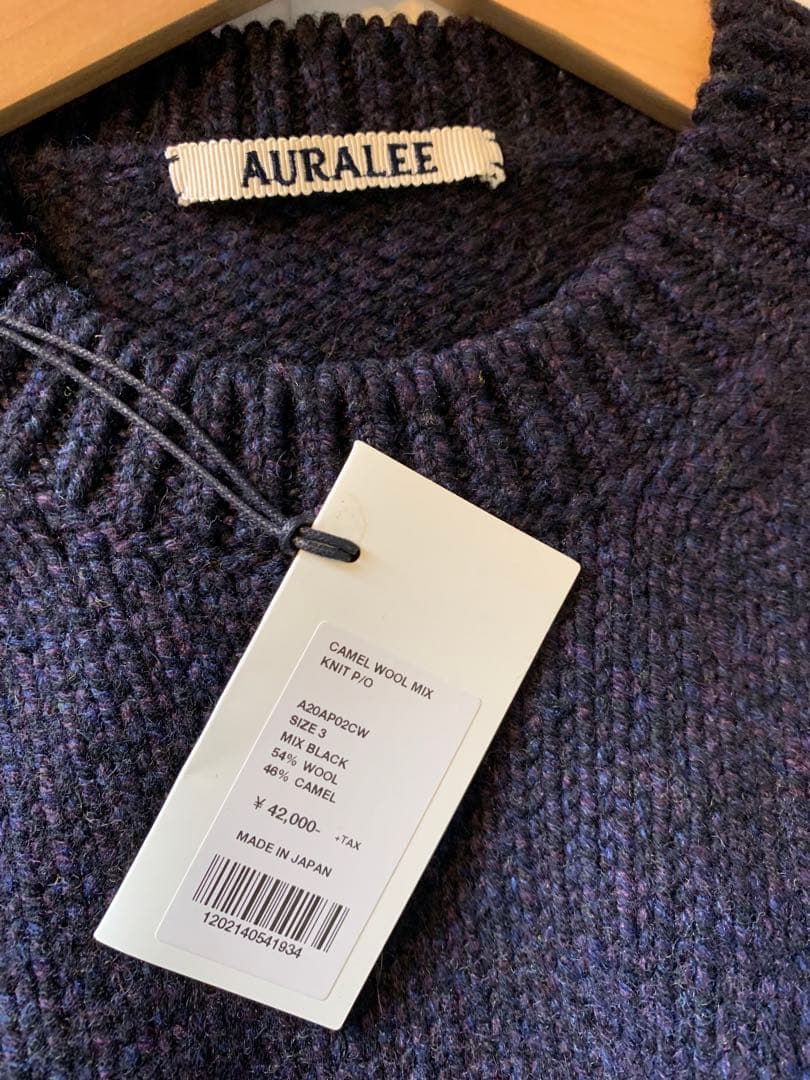 AURALEE
CAMEL WOOL MIX
KNIT P/O
A20AP02CW
SIZE 3
MIX BLACK
54% WOOL
46% CAMEL
¥ 42,000- +TAX
MADE IN JAPAN
1202140541934